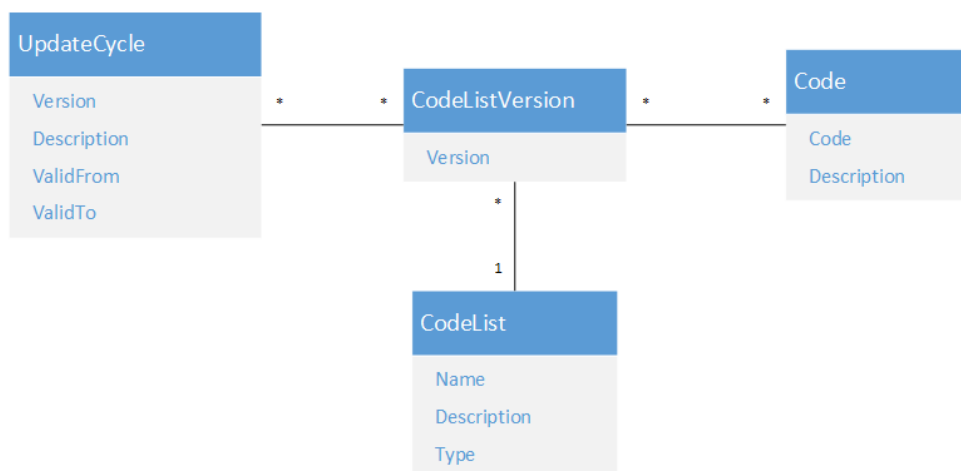 UpdateCycle
Version
Description
ValidFrom
ValidTo
* *
CodeListVersion
Version
* *
Code
Code
Description
*
1
CodeList
Name
Description
Type